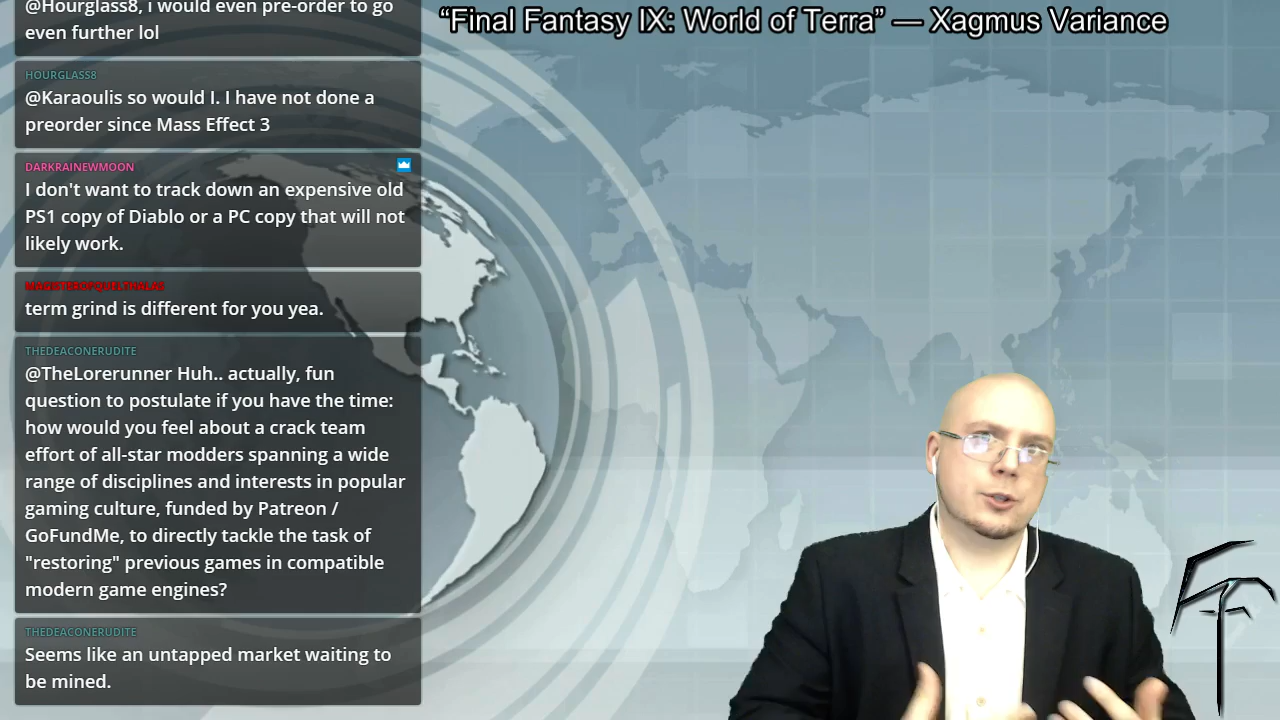 @Hourglass8, i would even pre-order to go
even further lol
HOURGLASS8
@Karaoulis so would I. I have not done a
preorder since Mass Effect 3
DARKRAINEWMOON
I don't want to track down an expensive old
PS1 copy of Diablo or a PC copy that will not
likely work.
MAGISTEROFQUELTHALAS
term grind is different for you yea.
THEDEACONERUDITE
@TheLorerunner Huh.. actually, fun
question to postulate if you have the time:
how would you feel about a crack team
effort of all-star modders spanning a wide
range of disciplines and interests in popular
gaming culture, funded by Patreon /
GoFundMe, to directly tackle the task of
"restoring" previous games in compatible
modern game engines?
THEDEACONERUDITE
Seems like an untapped market waiting to
be mined.
“Final Fantasy IX: World of Terra” — Xagmus Variance